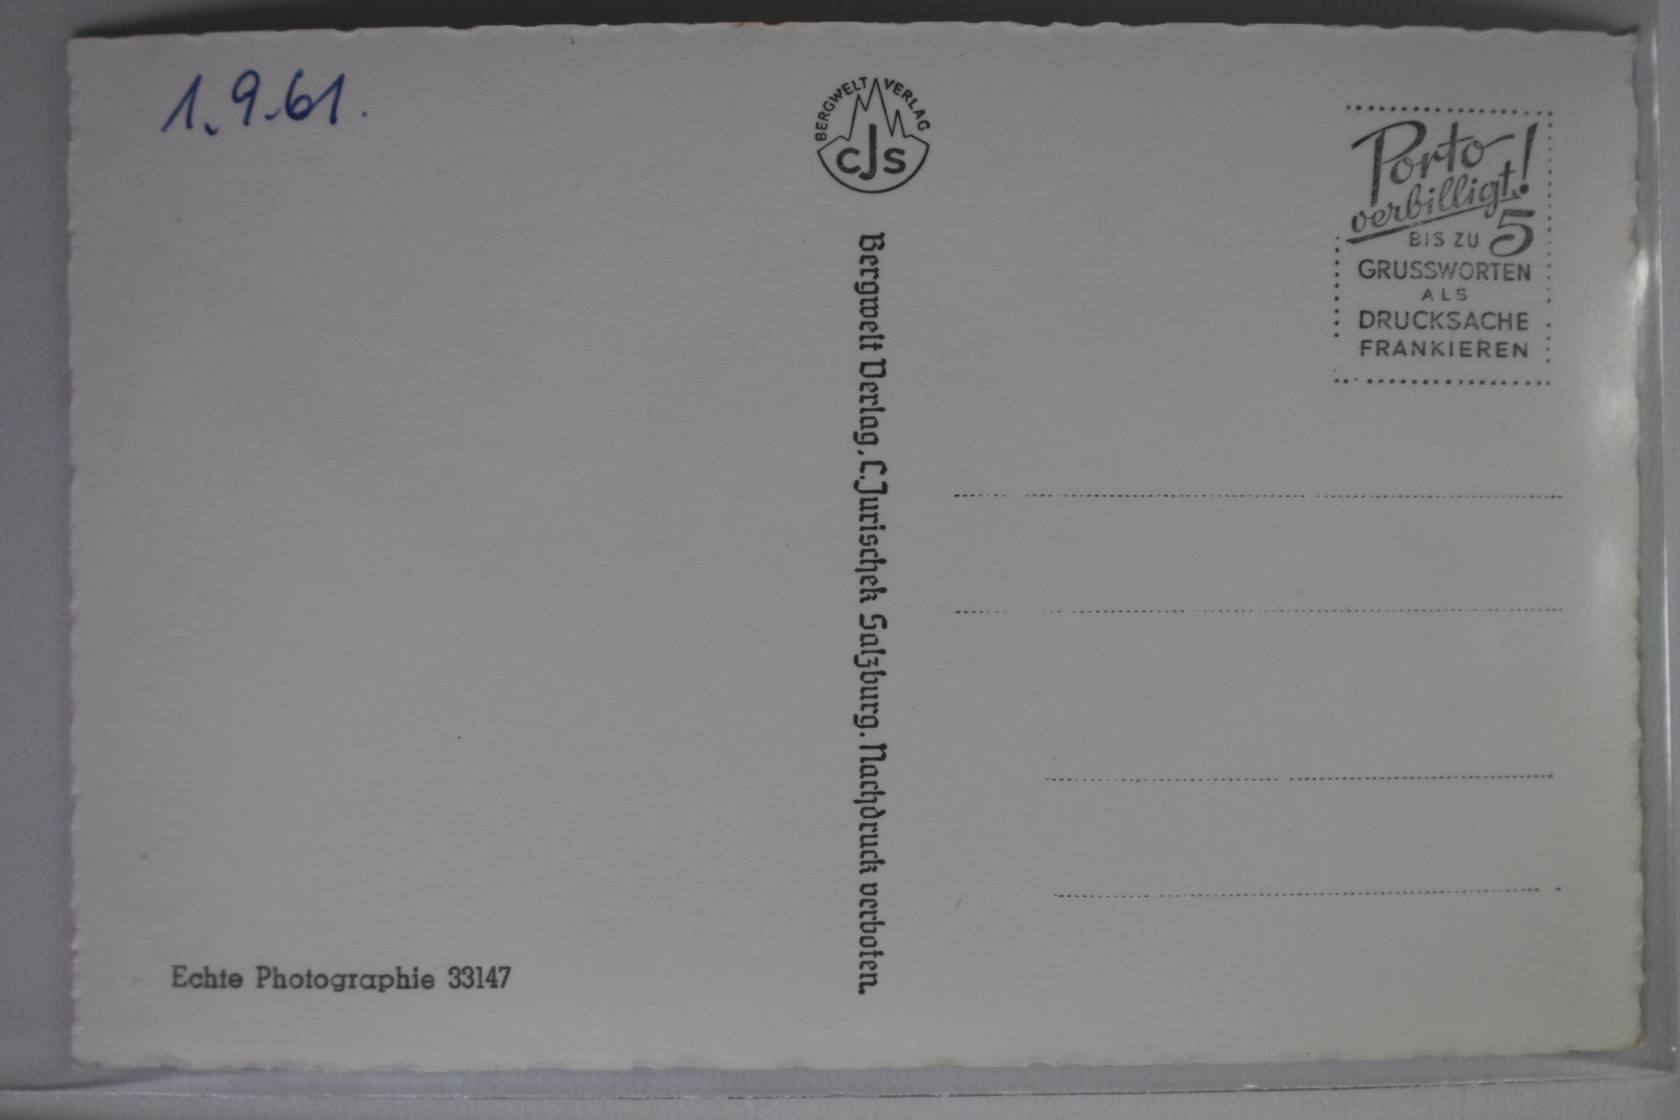 1.9.61.
BERGWELT VERLAG
CJS
Porto
verbilligt!
BIS ZU 5
GRUSSWORTEN
ALS
DRUCKSACHE
FRANKIEREN
Bergwelt Verlag, C. Jurischek Salzburg. Nachdruck verboten.
Echte Photographie 33147